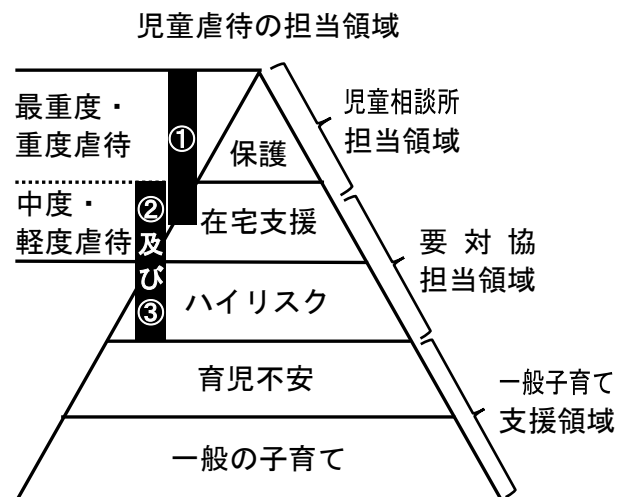 児童虐待の担当領域
最重度・
重度虐待
①
保護
児童相談所
担当領域
中度・
軽度虐待
②及び③
在宅支援
要対協
担当領域
ハイリスク
育児不安
一般子育て
支援領域
一般の子育て